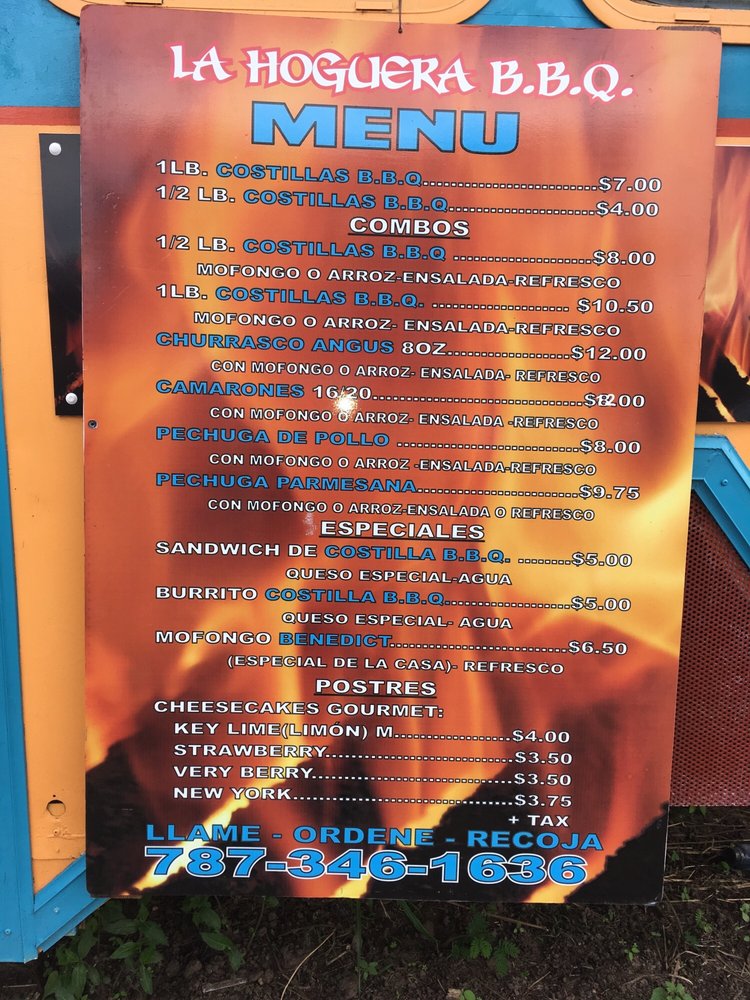 LA HOGUERA B.B.Q.
MENU
1LB. COSTILLAS B.B.Q..........................$7.00
1/2 LB. COSTILLAS B.B.Q......................$4.00
COMBOS
1/2 LB. COSTILLAS B.B.Q .....................$8.00
MOFONGO O ARROZ-ENSALADA-REFRESCO
1LB. COSTILLAS B.B.Q. .................... $10.50
MOFONGO O ARROZ- ENSALADA-REFRESCO
CHURRASCO ANGUS 8OZ..................$12.00
CON MOFONGO O ARROZ- ENSALADA- REFRESCO
CAMARONES 16/20...............................$12.00
CON MOFONGO O ARROZ- ENSALADA -REFRESCO
PECHUGA DE POLLO ...........................$8.00
CON MOFONGO O ARROZ -ENSALADA-REFRESCO
PECHUGA PARMESANA........................$9.75
CON MOFONGO O ARROZ-ENSALADA O REFRESCO
ESPECIALES
SANDWICH DE COSTILLA B.B.Q. ........$5.00
QUESO ESPECIAL-AGUA
BURRITO COSTILLA B.B.Q...................$5.00
QUESO ESPECIAL- AGUA
MOFONGO BENEDICT..........................$6.50
(ESPECIAL DE LA CASA)- REFRESCO
POSTRES
CHEESECAKES GOURMET:
KEY LIME(LIMÓN) M.................$4.00
STRAWBERRY...........................$3.50
VERY BERRY.............................$3.50
NEW YORK................................$3.75
+ TAX
LLAME - ORDENE - RECOJA
787-346-1636